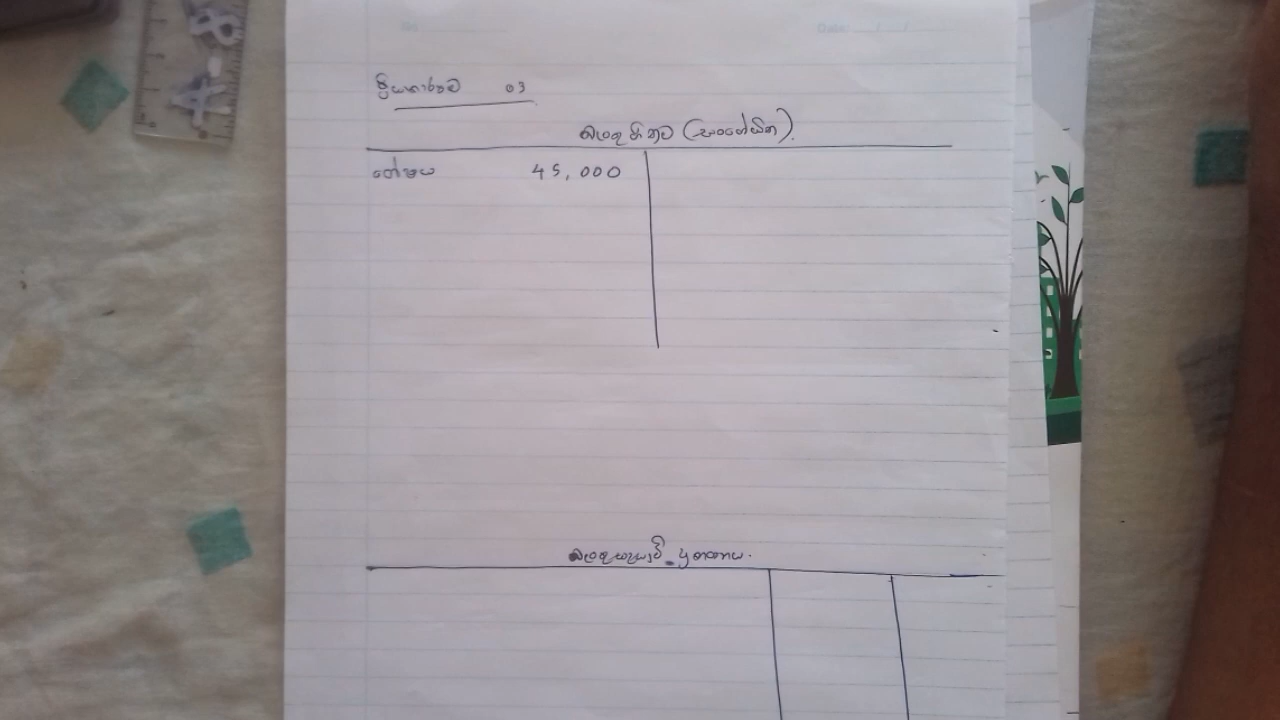 ක්‍රියාකාරකම 03
බැංකු ගිණුම (සංශෝධිත).
ශේෂය 45,000
බැංකු සැසඳුම් ප්‍රකාශය.